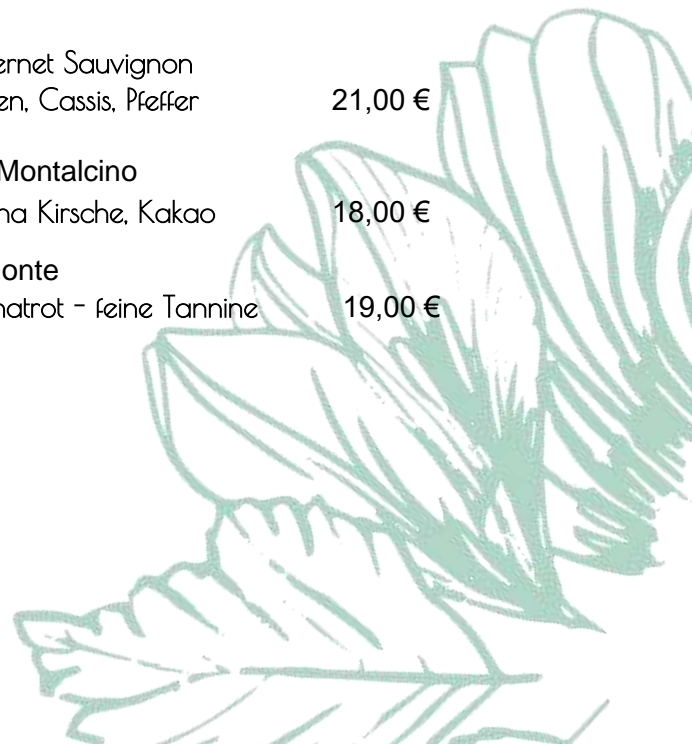 ernet Sauvignon
en, Cassis, Pfeffer 21,00 €
Montalcino
na Kirsche, Kakao 18,00 €
onte
natrot - feine Tannine 19,00 €